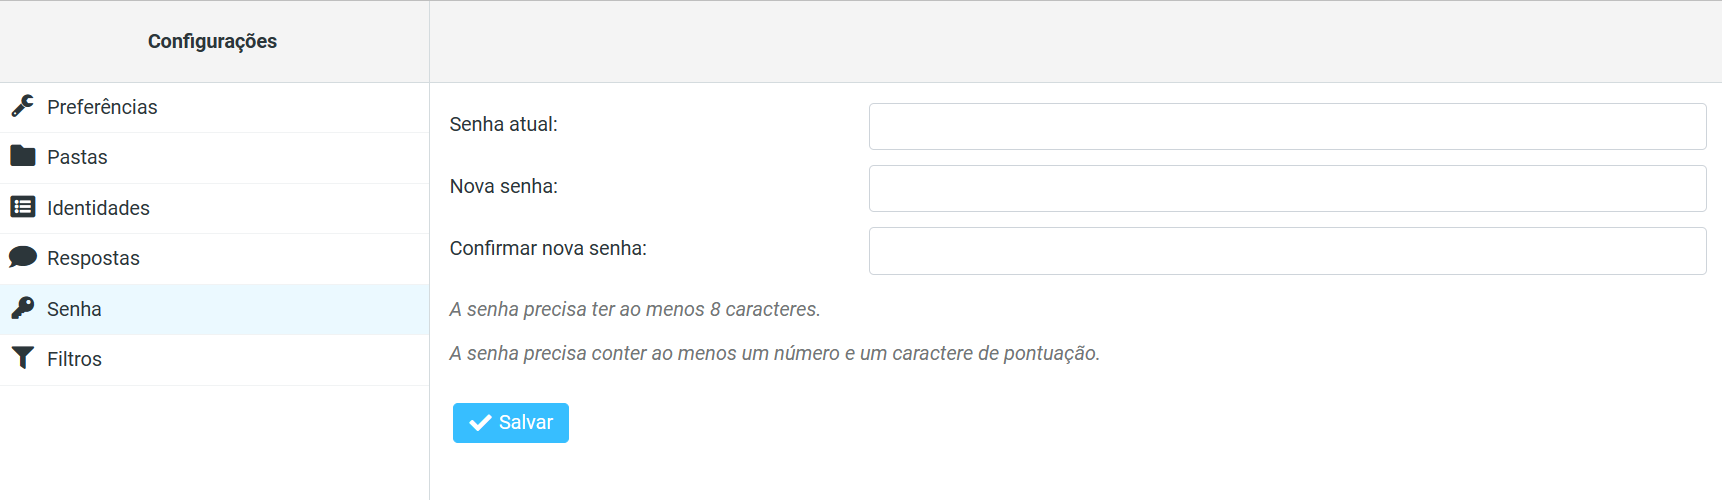 Configurações
Preferências
Pastas
Identidades
Respostas
Senha
Filtros
Senha atual:
Nova senha:
Confirmar nova senha:
A senha precisa ter ao menos 8 caracteres.
A senha precisa conter ao menos um número e um caractere de pontuação.
Salvar